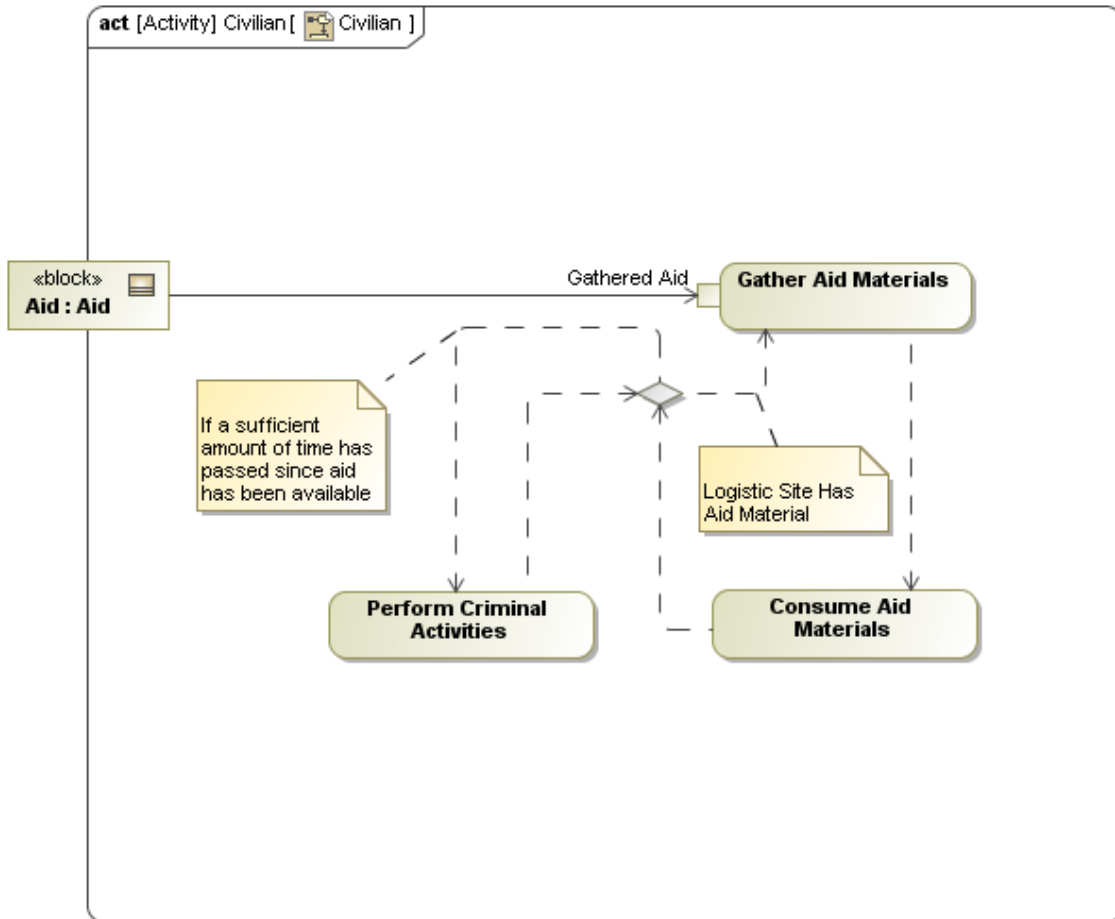 act [Activity] Civilian [ Civilian ]
«block»
Aid : Aid
Gathered Aid
Gather Aid Materials
If a sufficient
amount of time has
passed since aid
has been available
Logistic Site Has
Aid Material
Perform Criminal
Activities
Consume Aid
Materials